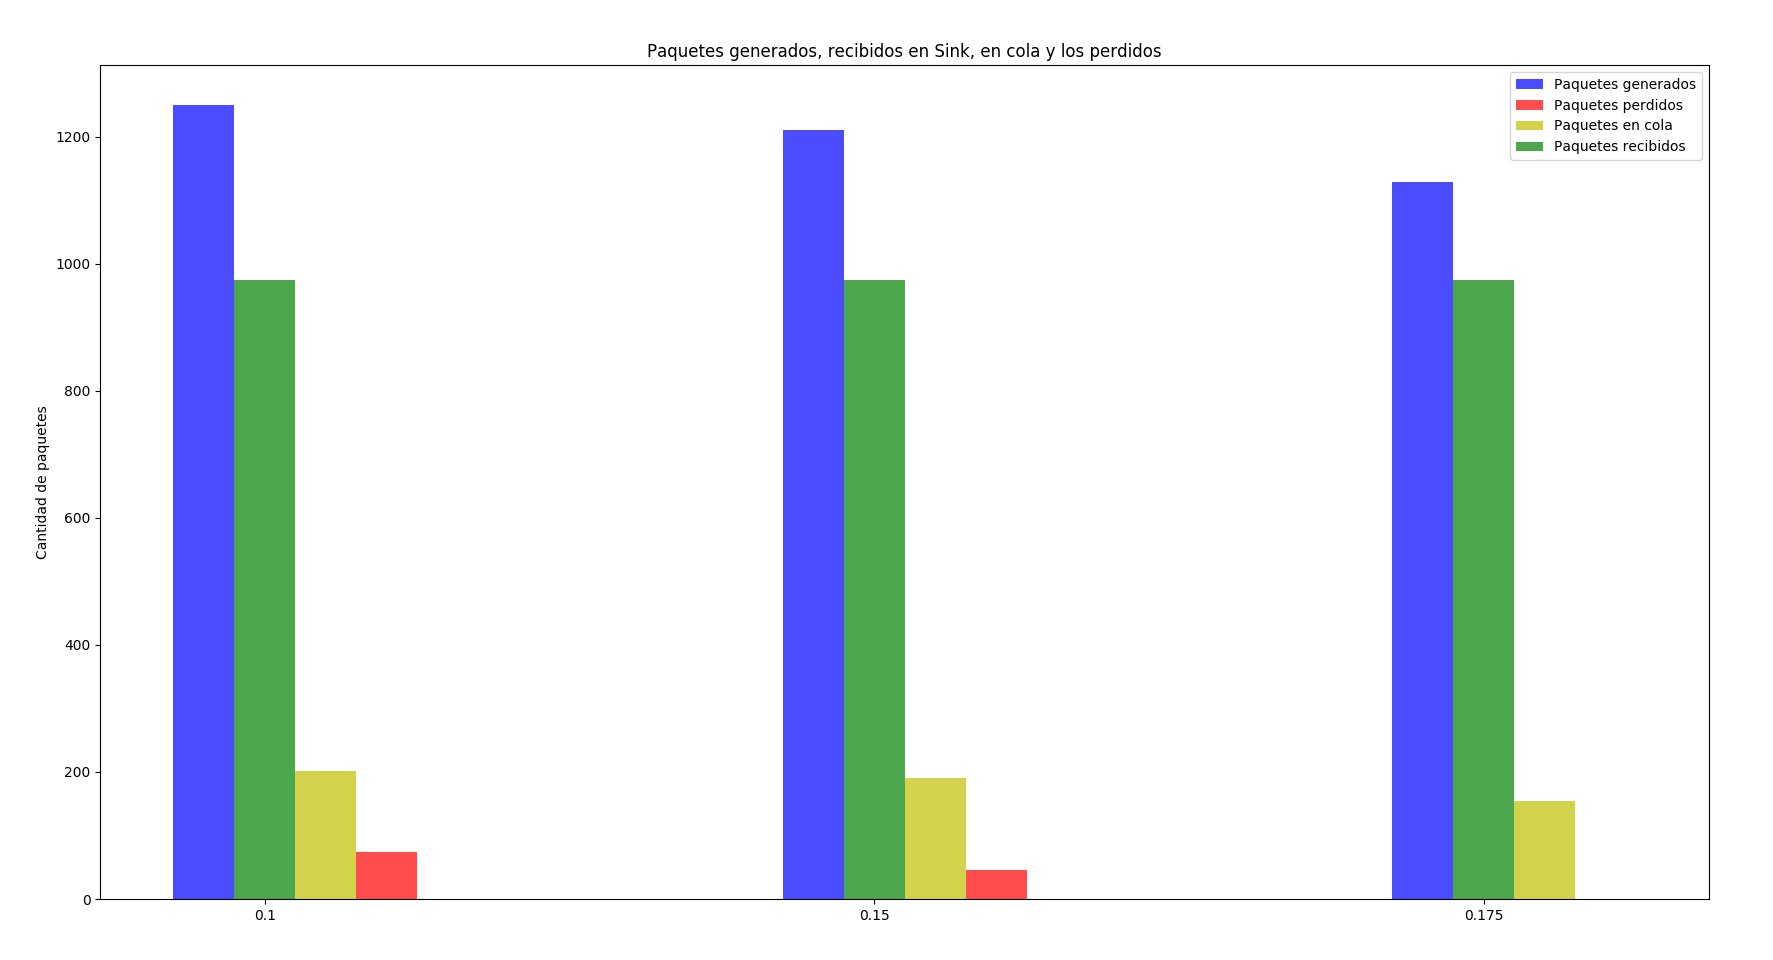 Paquetes generados, recibidos en Sink, en cola y los perdidos
Paquetes generados
Paquetes perdidos
Paquetes en cola
Paquetes recibidos
Cantidad de paquetes
1200
1000
800
600
400
200
0
0.1
0.15
0.175